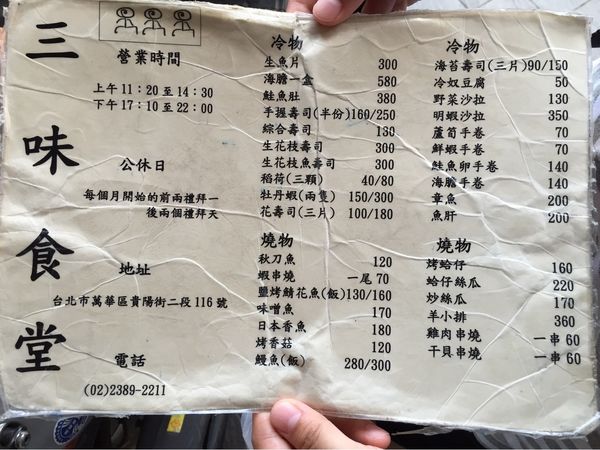 三味食堂
營業時間
上午11:20至14:30
下午17:10至22:00
公休日
每個月開始的前兩禮拜一
後兩個禮拜天
地址
台北市萬華區貴陽街二段116號
電話
(02)2389-2211
冷物
生魚片 300
海膽一盒 580
鮭魚肚 380
手握壽司(半份)160/250
綜合壽司 130
生花枝壽司 300
生花枝魚壽司 300
稻荷(三顆) 40/80
牡丹蝦(兩隻) 150/300
花壽司(三片) 100/180
燒物
秋刀魚 120
蝦串燒 一尾 70
鹽烤鯖花魚(飯)130/160
味噌魚 170
日本香魚 180
烤香菇 120
鰻魚(飯) 280/300
冷物
海苔壽司(三片)90/150
冷奴豆腐 50
野菜沙拉 130
明蝦沙拉 350
蘆筍手卷 70
鮮蝦手卷 70
鮭魚卵手卷 140
海膽手卷 140
章魚 200
魚肝 200
燒物
烤蛤仔 160
蛤仔絲瓜 220
炒絲瓜 170
羊小排 360
雞肉串燒 一串 60
干貝串燒 一串 60